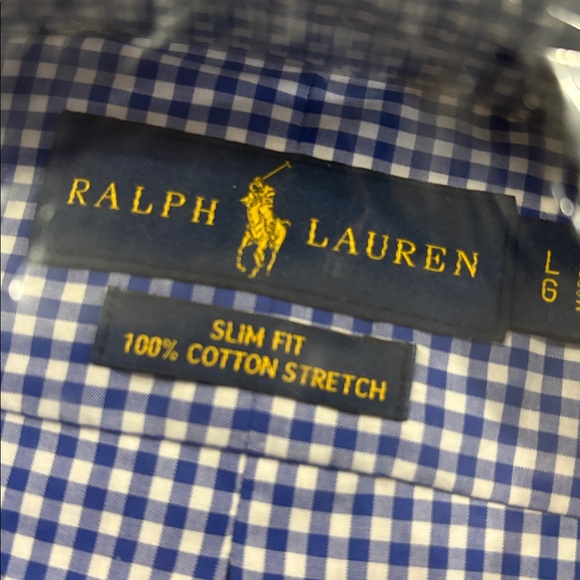 RALPH LAUREN
L
G
SLIM FIT
100% COTTON STRETCH